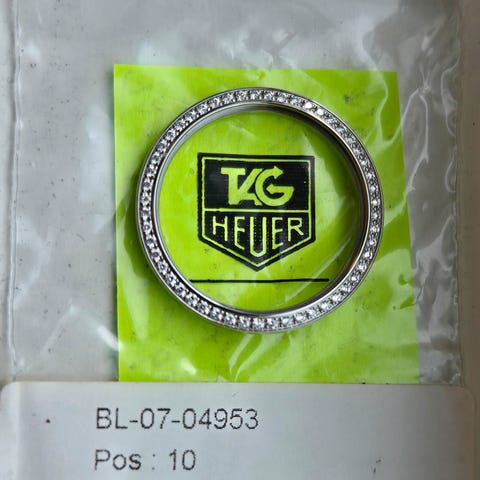 TAG
HEUER
BL-07-04953
Pos : 10